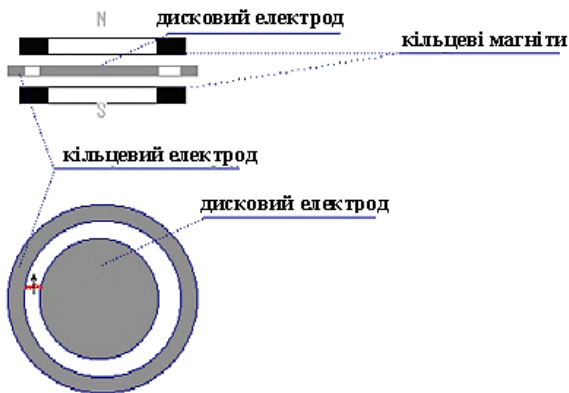 N
дисковий електрод
кільцеві магніти
S
кільцевий електрод
дисковий електрод